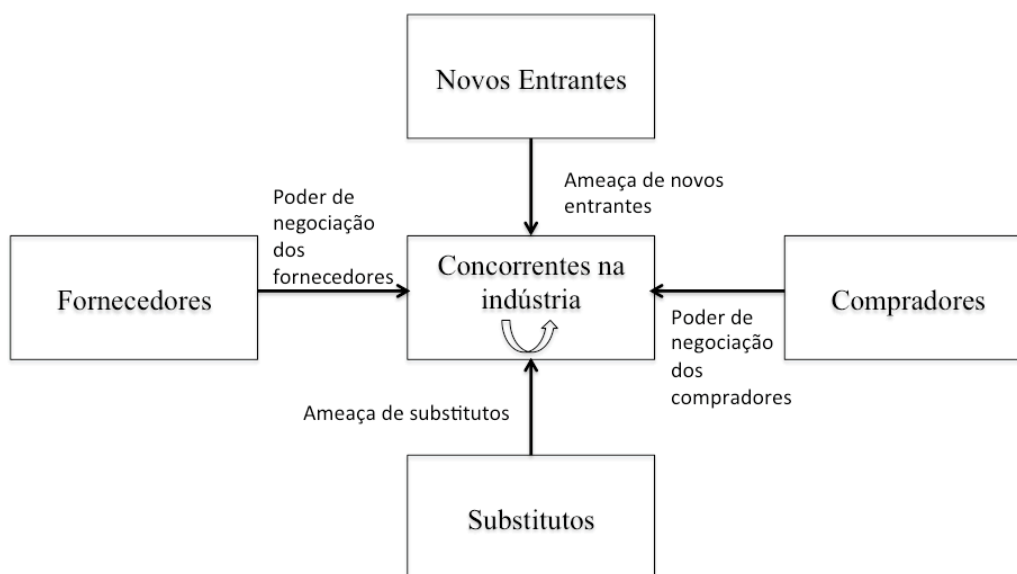 Novos Entrantes
Ameaça de novos
entrantes
Poder de
negociação
dos
fornecedores
Fornecedores
Concorrentes na
indústria
Compradores
Poder de
negociação
dos
compradores
Ameaça de substitutos
Substitutos